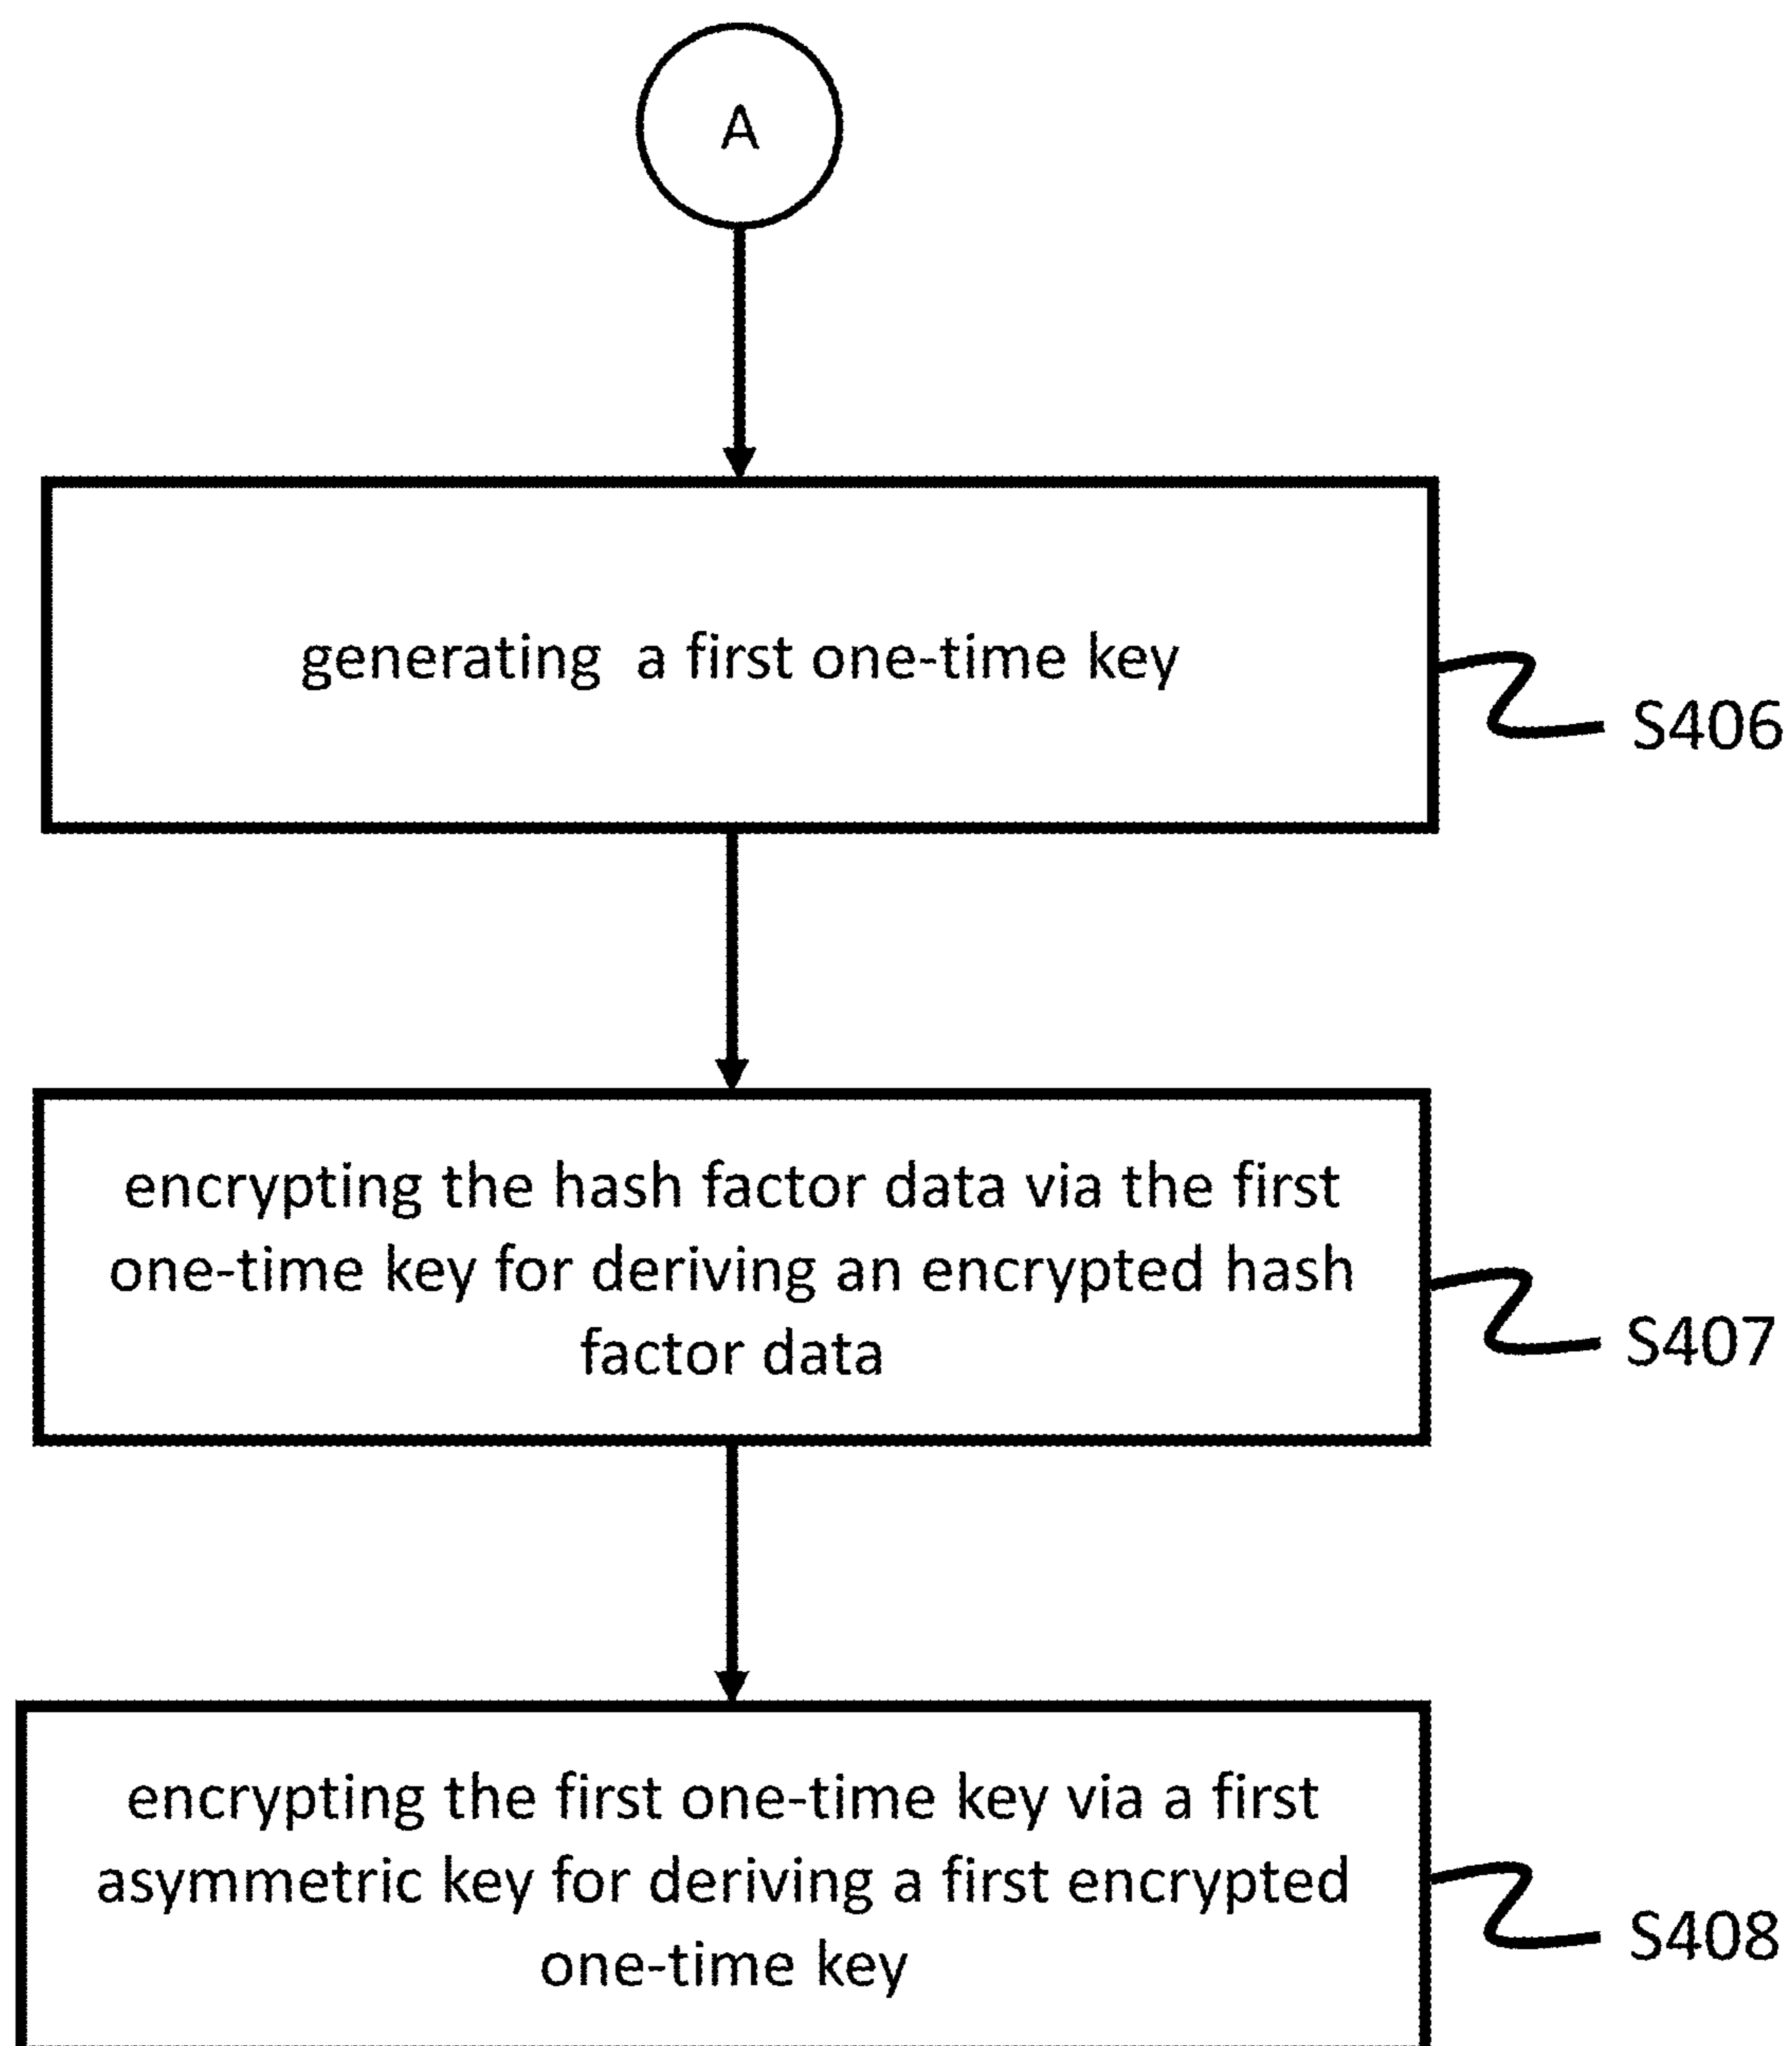 A
generating a first one-time key
S406
encrypting the hash factor data via the first
one-time key for deriving an encrypted hash
factor data
S407
encrypting the first one-time key via a first
asymmetric key for deriving a first encrypted
one-time key
S408